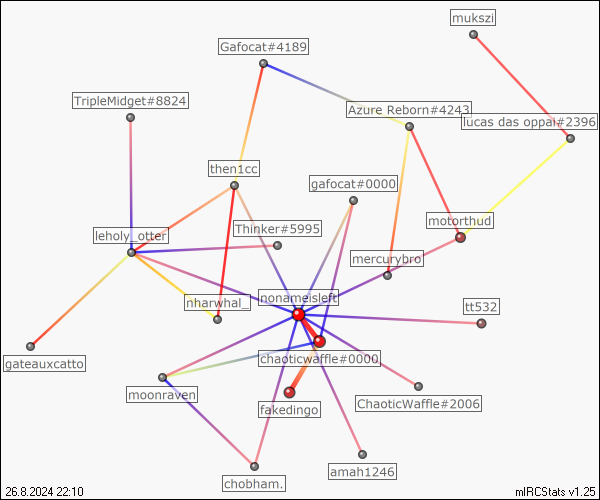 mukszi
Gafocat#4189
TripleMidget#8824
Azure Reborn#4243
lucas das oppai#2396
then1cc
gafocat#0000
motorthud
Thinker#5995
leholy_otter
mercurybro
nonameisleft
nharwhal_
tt532
gateauxcatto
chaoticwaffle#0000
moonraven
ChaoticWaffle#2006
fakedingo
amah1246
chobham.
26.8.2024 22:10
mIRCStats v1.25